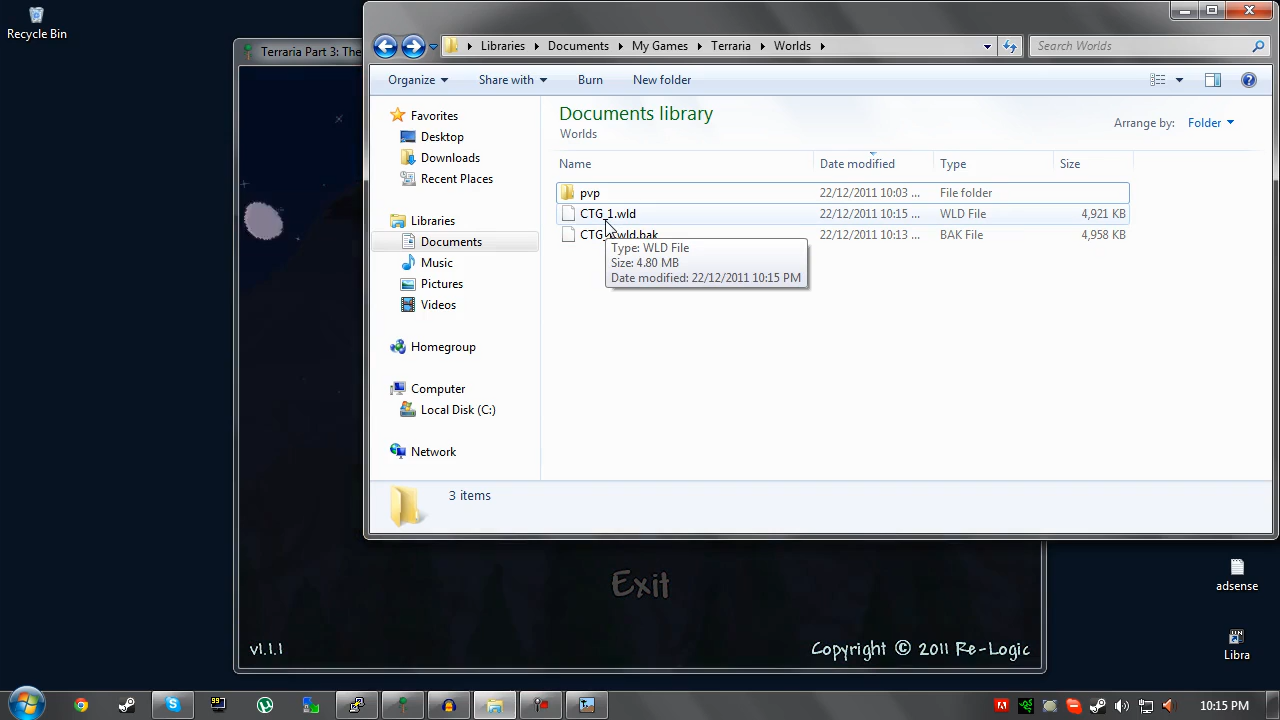 Recycle Bin
Terraria Part 3: The
Libraries
Documents
My Games
Terraria
Worlds
Search Worlds
Organize
Share with
Burn
New folder
Favorites
Desktop
Downloads
Recent Places
Libraries
Documents
Music
Pictures
Videos
Homegroup
Computer
Local Disk (C:)
Network
Documents library
Worlds
Arrange by: Folder
Name Date modified Type Size
pvp 22/12/2011 10:03 ... File folder
CTG_1.wld 22/12/2011 10:15 ... WLD File 4,921 KB
22/12/2011 10:13 ... BAK File 4,958 KB
Type: WLD File
Size: 4.80 MB
Date modified: 22/12/2011 10:15 PM
3 items
Exit
v1.1.1
Copyright © 2011 Re-Logic
adsense
Libra
99
10:15 PM